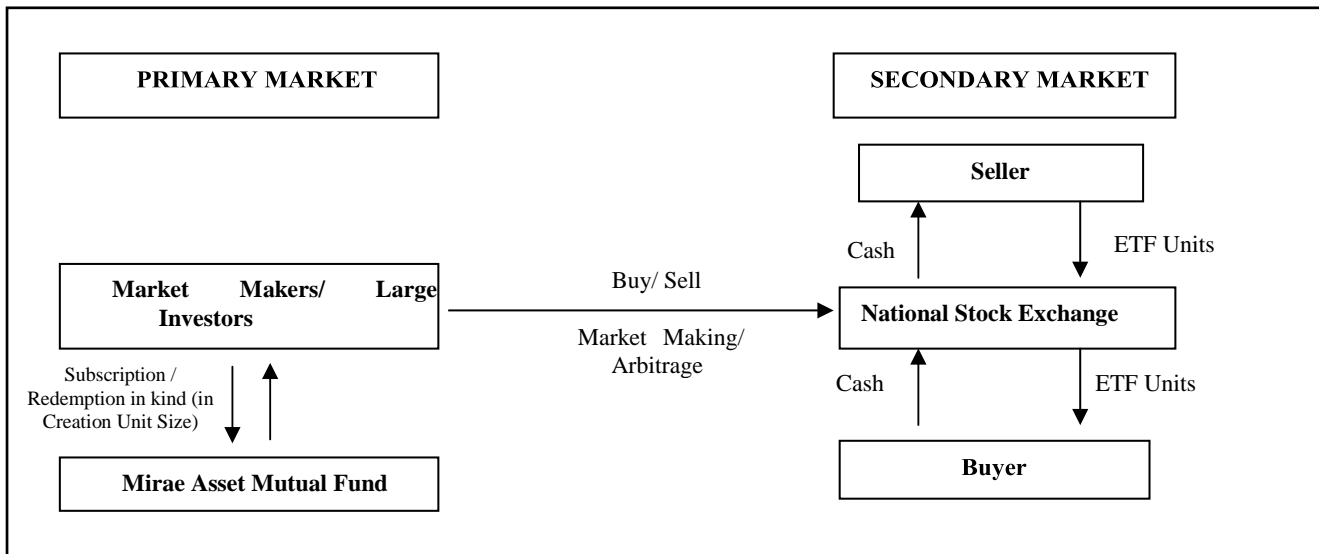 PRIMARY MARKET
SECONDARY MARKET
Seller
Cash
ETF Units
Market Makers/ Large
Investors
Buy/ Sell
Market Making/
Arbitrage
National Stock Exchange
Subscription /
Redemption in kind (in
Creation Unit Size)
Cash
ETF Units
Mirae Asset Mutual Fund
Buyer